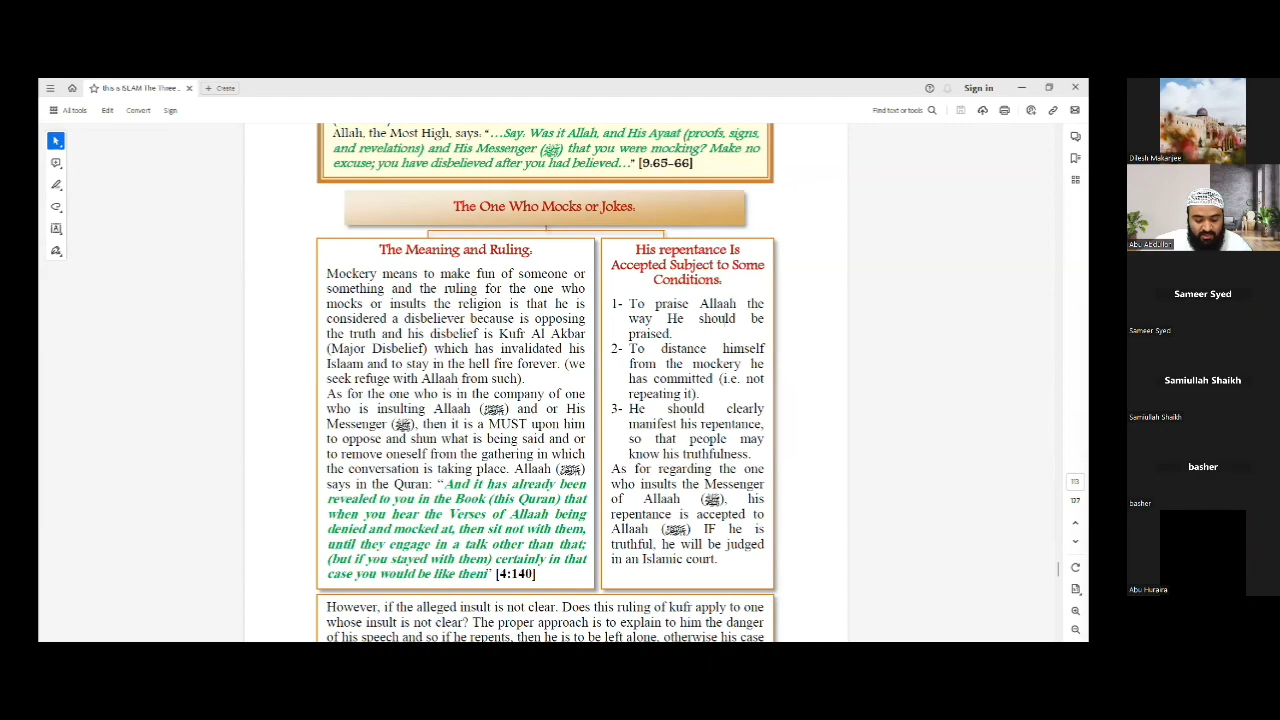 this is ISLAM The Three...
Create
Sign in
All tools
Edit
Convert
Sign
Find text or tools
Allah, the Most High, says: “…Say: Was it Allah, and His Ayaat (proofs, signs,
and revelations) and His Messenger (ﷺ) that you were mocking? Make no
excuse; you have disbelieved after you had believed…” [9.65–66]
The One Who Mocks or Jokes:
The Meaning and Ruling:
Mockery means to make fun of someone or
something and the ruling for the one who
mocks or insults the religion is that he is
considered a disbeliever because is opposing
the truth and his disbelief is Kufr Al Akbar
(Major Disbelief) which has invalidated his
Islaam and to stay in the hell fire forever. (we
seek refuge with Allaah from such).
As for the one who is in the company of one
who is insulting Allaah () and or His
Messenger (ﷺ), then it is a MUST upon him
to oppose and shun what is being said and or
to remove oneself from the gathering in which
the conversation is taking place. Allaah ()
says in the Quran: “And it has already been
revealed to you in the Book (this Quran) that
when you hear the Verses of Allaah being
denied and mocked at, then sit not with them,
until they engage in a talk other than that;
(but if you stayed with them) certainly in that
case you would be like them” [4:140]
His repentance Is
Accepted Subject to Some
Conditions:
1- To praise Allaah the
way He should be
praised.
2- To distance himself
from the mockery he
has committed (i.e. not
repeating it).
3- He should clearly
manifest his repentance,
so that people may
know his truthfulness.
As for regarding the one
who insults the Messenger
of Allaah (ﷺ), his
repentance is accepted to
Allaah () IF he is
truthful, he will be judged
in an Islamic court.
However, if the alleged insult is not clear. Does this ruling of kufr apply to one
whose insult is not clear? The proper approach is to explain to him the danger
of his speech and so if he repents, then he is to be left alone, otherwise his case
113
137
Dilesh Makanjee
Abu Abdullah
Sameer Syed
Sameer Syed
Samiullah Shaikh
Samiullah Shaikh
basher
basher
Abu Huraira